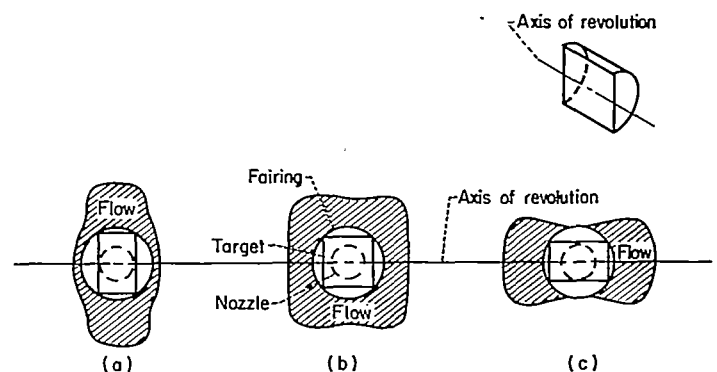 Axis of revolution
Fairing
Axis of revolution
Flow
Target
Flow
Nozzle
Flow
(a)
(b)
(c)